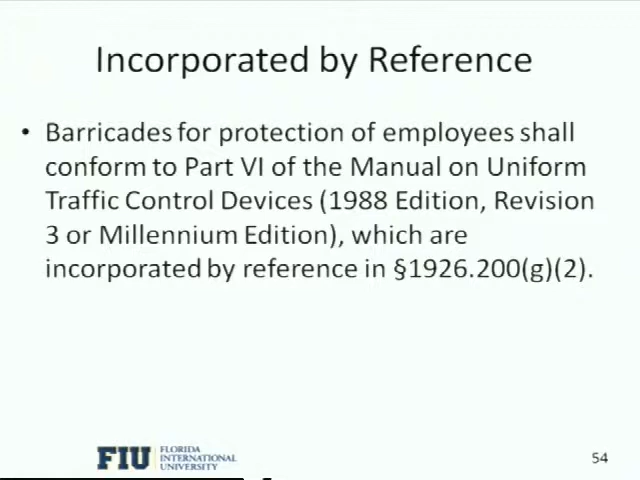 Incorporated by Reference
• Barricades for protection of employees shall
conform to Part VI of the Manual on Uniform
Traffic Control Devices (1988 Edition, Revision
3 or Millennium Edition), which are
incorporated by reference in §1926.200(g)(2).
FIU
FLORIDA
INTERNATIONAL
UNIVERSITY
54